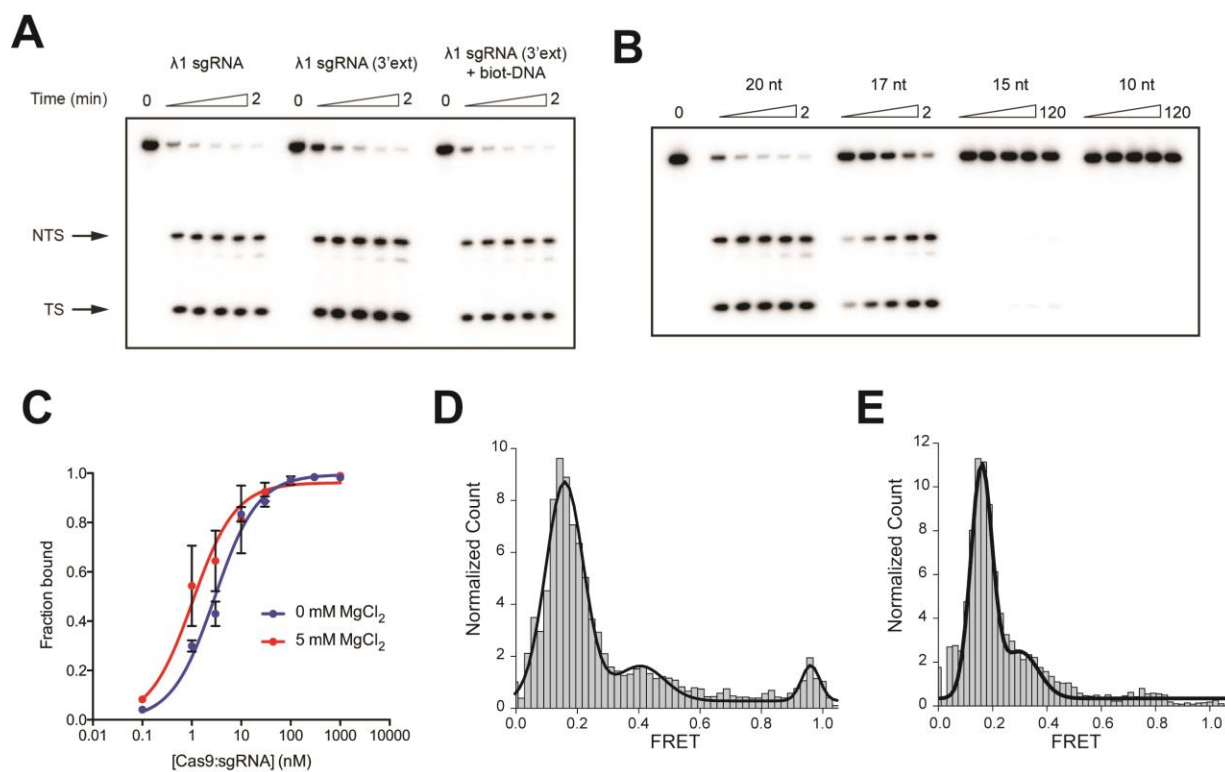 A
λ1 sgRNA
λ1 sgRNA (3'ext)
λ1 sgRNA (3'ext)
+ biot-DNA
Time (min)
0
2
0
2
0
2
NTS
TS
B
20 nt
17 nt
15 nt
10 nt
0
2
2
120
120
C
Fraction bound
1.0
0.8
0.6
0.4
0.2
0.0
0 mM MgCl2
5 mM MgCl2
0.01 0.1 1 10 100 1000 10000
[Cas9:sgRNA] (nM)
D
Normalized Count
10
8
6
4
2
0
0.0 0.2 0.4 0.6 0.8 1.0
FRET
E
Normalized Count
12
10
8
6
4
2
0
0.0 0.2 0.4 0.6 0.8 1.0
FRET